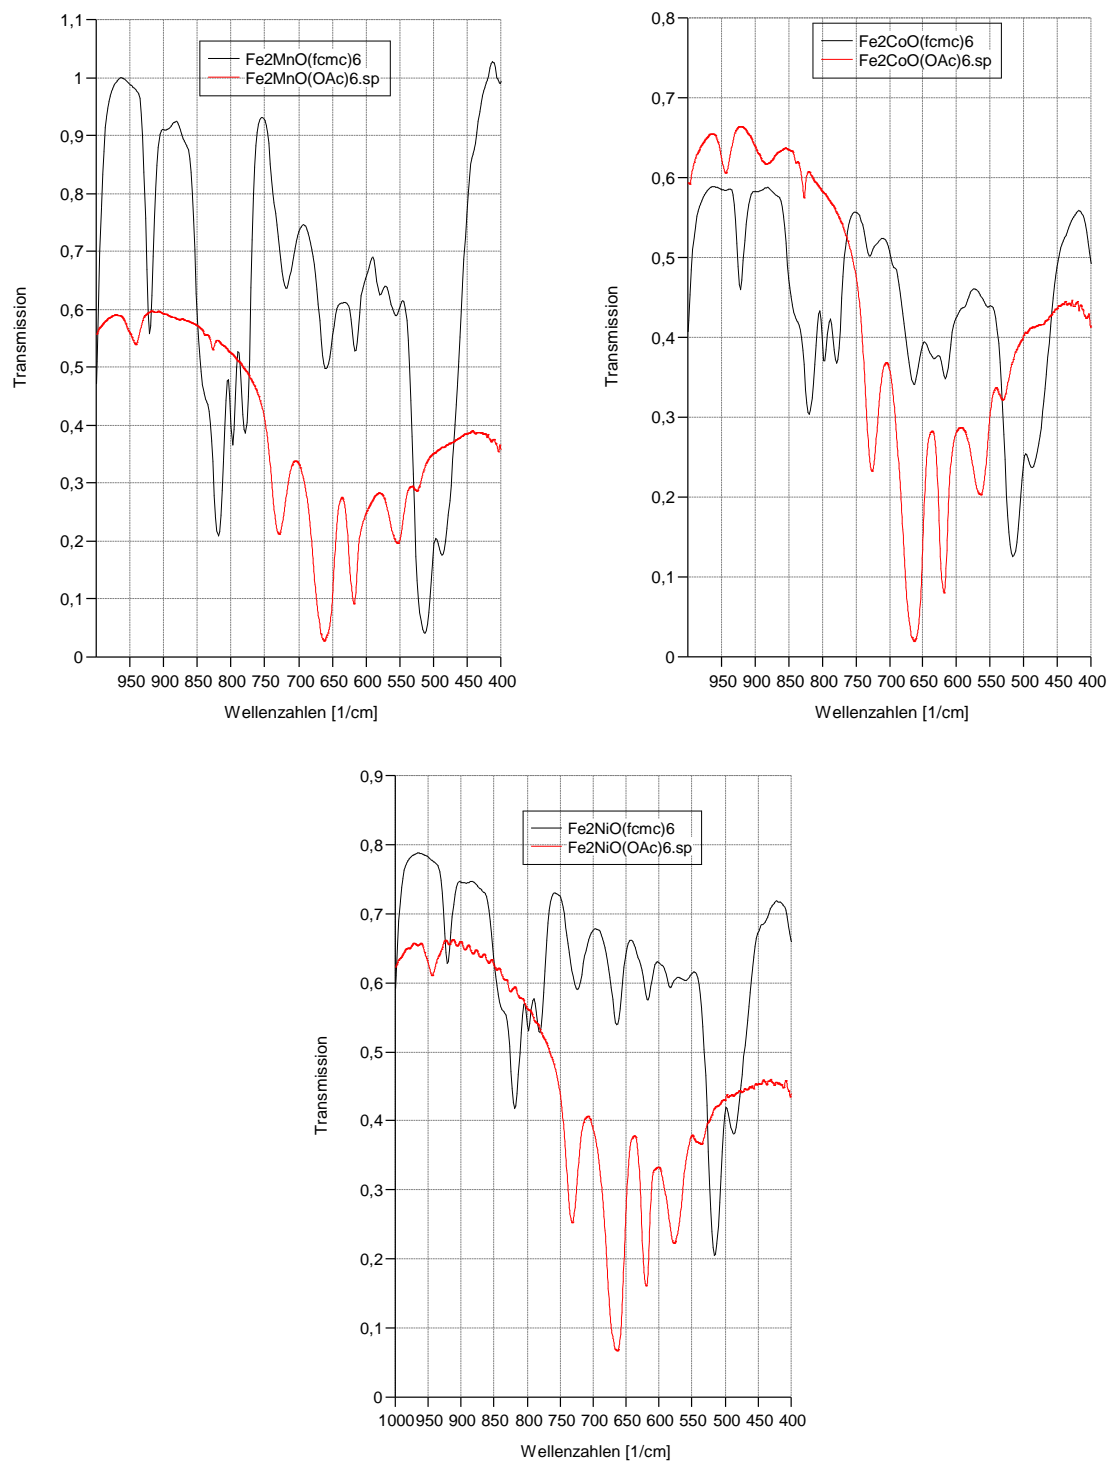 1,1
1
0,9
0,8
0,7
0,6
0,5
0,4
0,3
0,2
0,1
0
Transmission
Fe2MnO(fcmc)6
Fe2MnO(OAc)6.sp
950 900 850 800 750 700 650 600 550 500 450 400
Wellenzahlen [1/cm]
0,8
0,7
0,6
0,5
0,4
0,3
0,2
0,1
0
Transmission
Fe2CoO(fcmc)6
Fe2CoO(OAc)6.sp
950 900 850 800 750 700 650 600 550 500 450 400
Wellenzahlen [1/cm]
0,9
0,8
0,7
0,6
0,5
0,4
0,3
0,2
0,1
0
Transmission
Fe2NiO(fcmc)6
Fe2NiO(OAc)6.sp
1000 950 900 850 800 750 700 650 600 550 500 450 400
Wellenzahlen [1/cm]